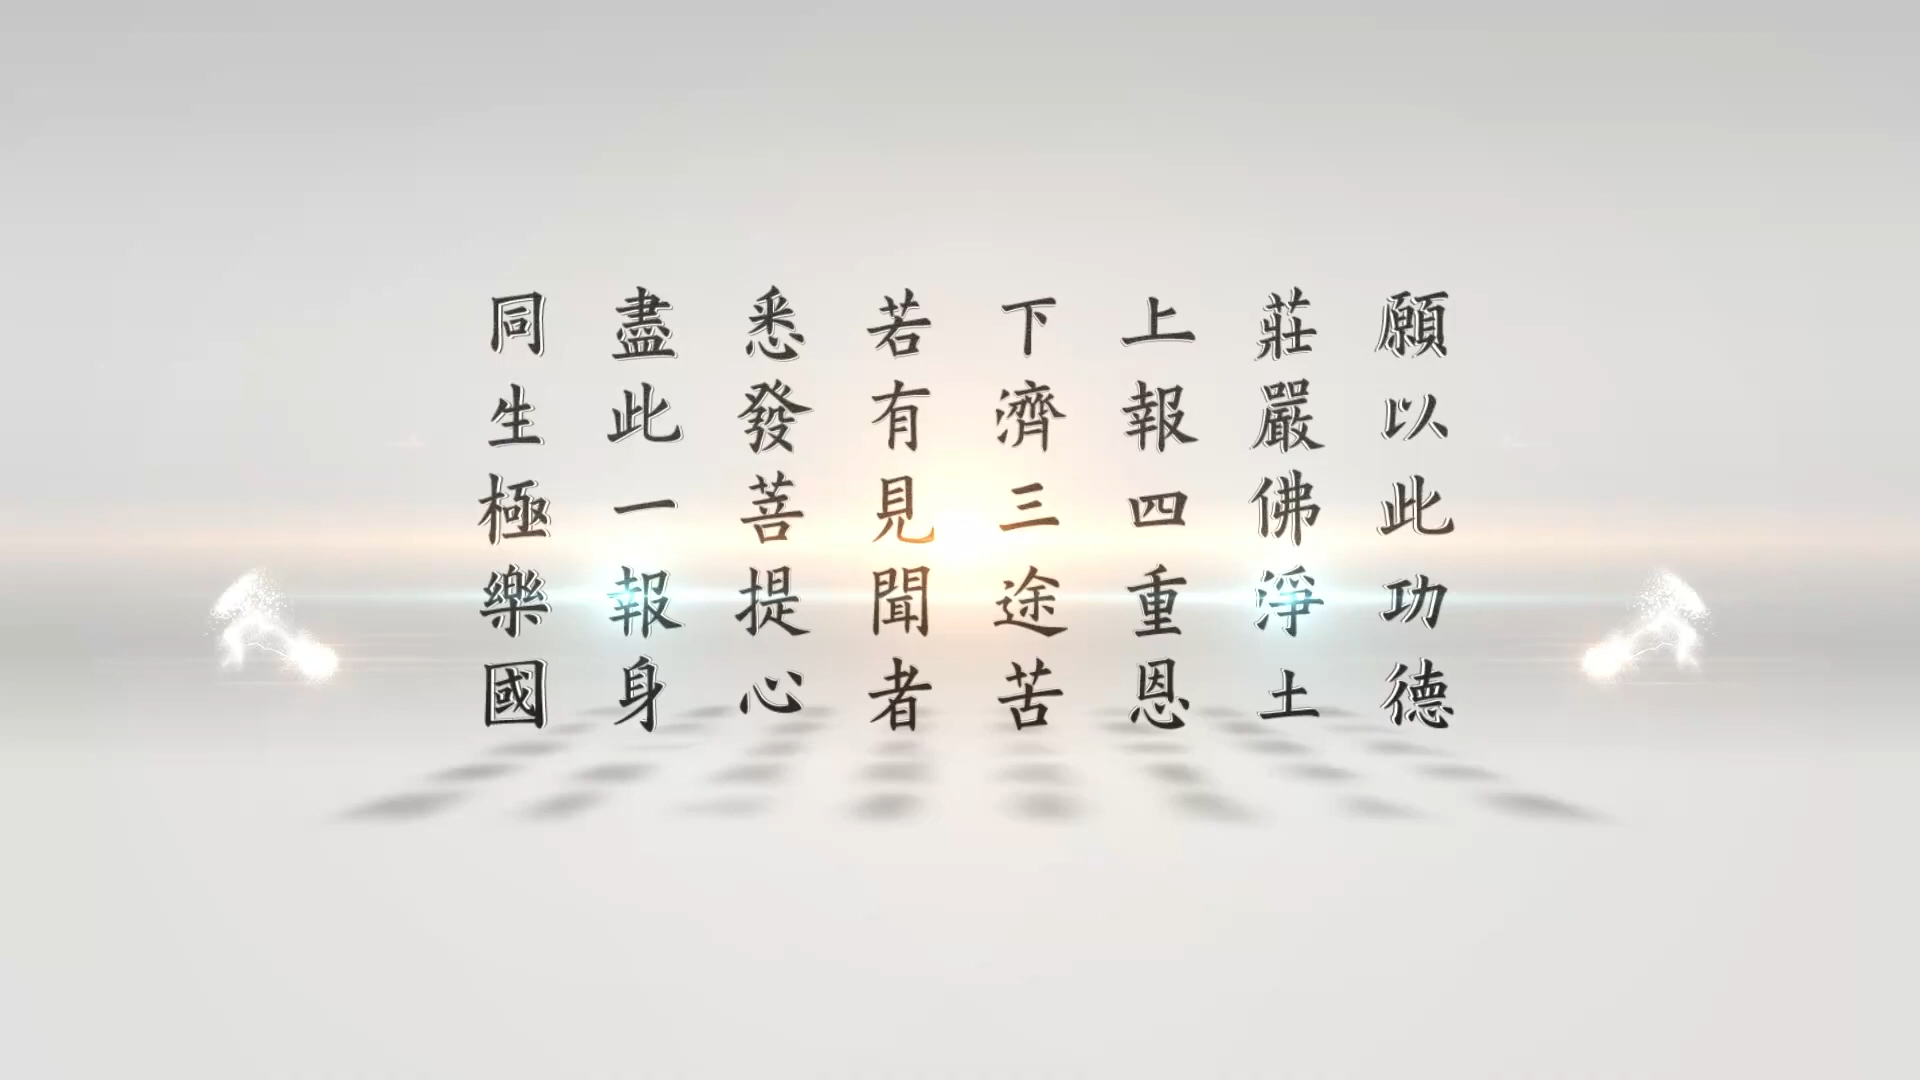 願以此功德
莊嚴佛淨土
上報四重恩
下濟三途苦
若有見聞者
悉發菩提心
盡此一報身
同生極樂國